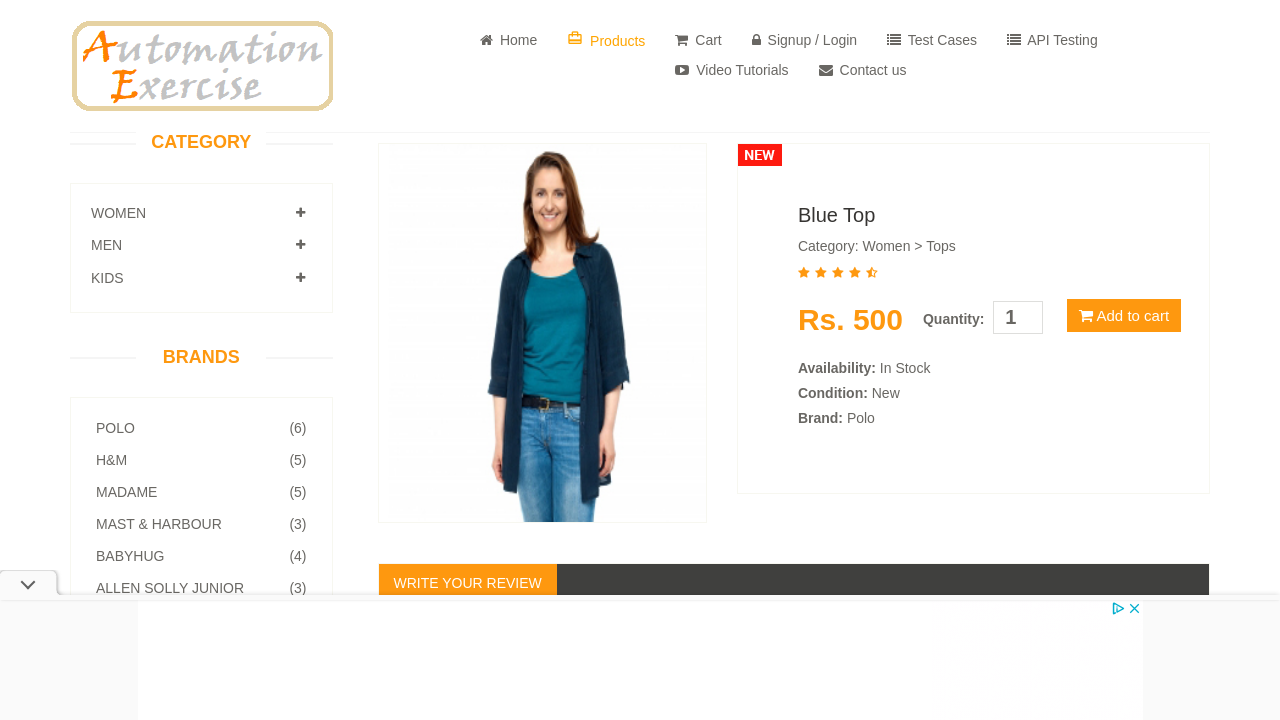 Automation
Exercise
Home
Products
Cart
Signup / Login
Test Cases
API Testing
Video Tutorials
Contact us
CATEGORY
WOMEN
MEN
KIDS
BRANDS
POLO (6)
H&M (5)
MADAME (5)
MAST & HARBOUR (3)
BABYHUG (4)
ALLEN SOLLY JUNIOR (3)
NEW
Blue Top
Category: Women > Tops
Rs. 500 Quantity: 1 Add to cart
Availability: In Stock
Condition: New
Brand: Polo
WRITE YOUR REVIEW